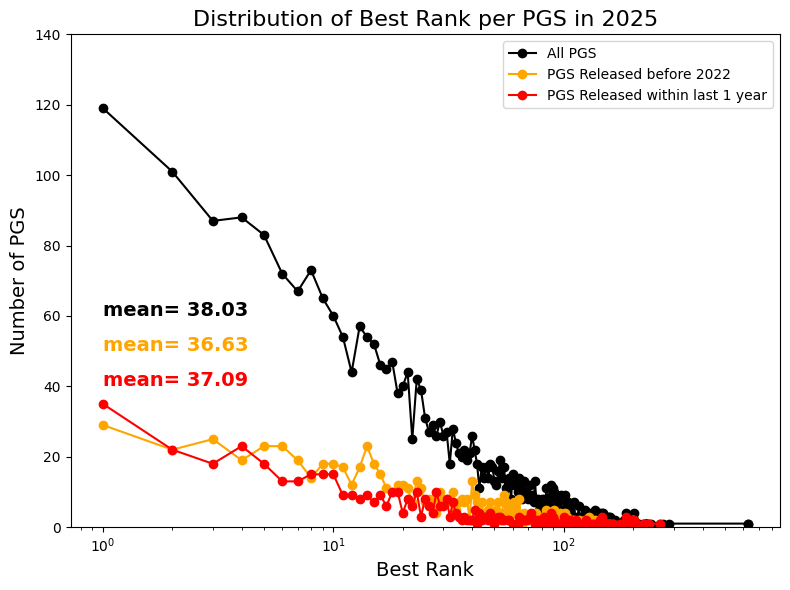 Distribution of Best Rank per PGS in 2025
140
120
100
80
60
40
20
0
Number of PGS
All PGS
PGS Released before 2022
PGS Released within last 1 year
mean= 38.03
mean= 36.63
mean= 37.09
10⁰ 10¹ 10²
Best Rank